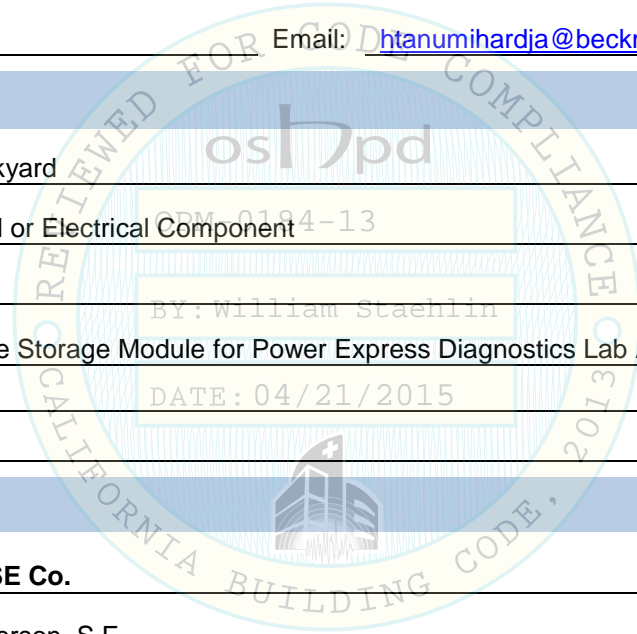 Email: htanumihardja@beckm
REVIEWED FOR CODE COMPLIANCE
oshpd
kyard
OPM-0184-13
or Electrical Component
BY: William Staehlin
e Storage Module for Power Express Diagnostics Lab
DATE: 04/21/2015
SE Co.
CALIFORNIA BUILDING CODE, 2013
erson, S.E.